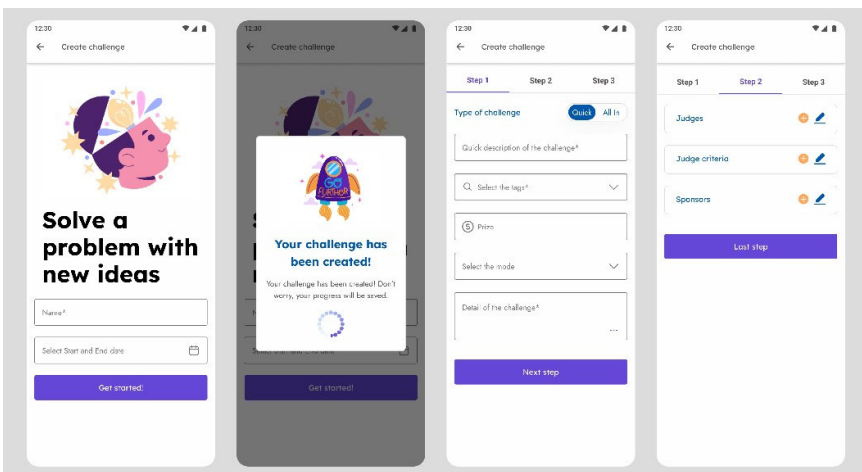 12:30
Create challenge
Solve a
problem with
new ideas
Name*
Select Start and End date
Get started!
12:30
Create challenge
GO
FURTHER
Your challenge has
been created!
Your challenge has been created! Don't
worry, your progress will be saved.
Get started!
12:30
Create challenge
Step 1
Step 2
Step 3
Type of challenge
Quick
All In
Quick description of the challenge*
Select the tags*
Prize
Select the mode
Detail of the challenge*
...
Next step
12:30
Create challenge
Step 1
Step 2
Step 3
Judges
Judge criteria
Sponsors
Last step